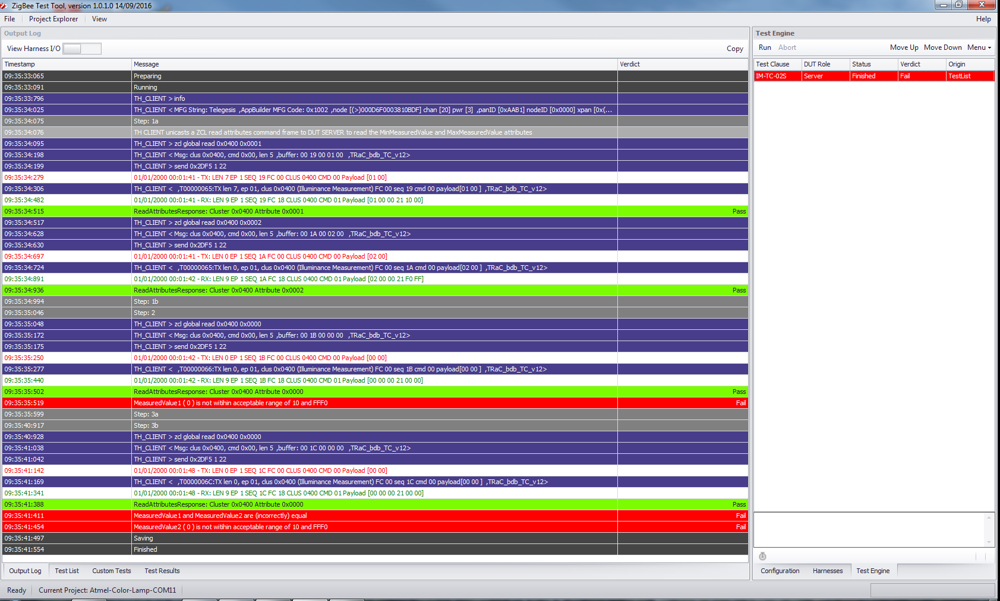 ZigBee Test Tool, version 1.0.1.0 14/09/2016
File Project Explorer View Help
Output Log
View Harness I/O Copy
Timestamp Message Verdict
09:35:33:065 Preparing
09:35:33:091 Running
09:35:33:796 TH_CLIENT > info
09:35:34:025 TH_CLIENT < MFG String: Telegesis ,AppBuilder MFG Code: 0x1002 ,node [(>)000D6F0003810BDF] chan [20] pwr [3] ,panID [0xAAB1] nodeID [0x0000] xpan [0x(...
09:35:34:075 Step: 1a
09:35:34:076 TH CLIENT unicasts a ZCL read attributes command frame to DUT SERVER to read the MinMeasuredValue and MaxMeasuredValue attributes
09:35:34:095 TH_CLIENT > zcl global read 0x0400 0x0001
09:35:34:198 TH_CLIENT < Msg: clus 0x0400, cmd 0x00, len 5 ,buffer: 00 19 00 01 00 ,TRaC_bdb_TC_v12>
09:35:34:199 TH_CLIENT > send 0x2DF5 1 22
09:35:34:279 01/01/2000 00:01:41 - TX: LEN 7 EP 1 SEQ 19 FC 00 CLUS 0400 CMD 00 Payload [01 00]
09:35:34:306 TH_CLIENT < ,T00000065:TX len 7, ep 01, clus 0x0400 (Illuminance Measurement) FC 00 seq 19 cmd 00 payload[01 00 ] ,TRaC_bdb_TC_v12>
09:35:34:482 01/01/2000 00:01:41 - RX: LEN 9 EP 1 SEQ 19 FC 18 CLUS 0400 CMD 01 Payload [01 00 00 21 10 00]
09:35:34:515 ReadAttributesResponse: Cluster 0x0400 Attribute 0x0001 Pass
09:35:34:517 TH_CLIENT > zcl global read 0x0400 0x0002
09:35:34:628 TH_CLIENT < Msg: clus 0x0400, cmd 0x00, len 5 ,buffer: 00 1A 00 02 00 ,TRaC_bdb_TC_v12>
09:35:34:630 TH_CLIENT > send 0x2DF5 1 22
09:35:34:697 01/01/2000 00:01:41 - TX: LEN 0 EP 1 SEQ 1A FC 00 CLUS 0400 CMD 00 Payload [02 00]
09:35:34:724 TH_CLIENT < ,T00000065:TX len 0, ep 01, clus 0x0400 (Illuminance Measurement) FC 00 seq 1A cmd 00 payload[02 00 ] ,TRaC_bdb_TC_v12>
09:35:34:891 01/01/2000 00:01:42 - RX: LEN 9 EP 1 SEQ 1A FC 18 CLUS 0400 CMD 01 Payload [02 00 00 21 F0 FF]
09:35:34:936 ReadAttributesResponse: Cluster 0x0400 Attribute 0x0002 Pass
09:35:34:994 Step: 1b
09:35:35:046 Step: 2
09:35:35:048 TH_CLIENT > zcl global read 0x0400 0x0000
09:35:35:172 TH_CLIENT < Msg: clus 0x0400, cmd 0x00, len 5 ,buffer: 00 1B 00 00 00 ,TRaC_bdb_TC_v12>
09:35:35:175 TH_CLIENT > send 0x2DF5 1 22
09:35:35:250 01/01/2000 00:01:42 - TX: LEN 0 EP 1 SEQ 1B FC 00 CLUS 0400 CMD 00 Payload [00 00]
09:35:35:277 TH_CLIENT < ,T00000066:TX len 0, ep 01, clus 0x0400 (Illuminance Measurement) FC 00 seq 1B cmd 00 payload[00 00 ] ,TRaC_bdb_TC_v12>
09:35:35:440 01/01/2000 00:01:42 - RX: LEN 9 EP 1 SEQ 1B FC 18 CLUS 0400 CMD 01 Payload [00 00 00 21 00 00]
09:35:35:502 ReadAttributesResponse: Cluster 0x0400 Attribute 0x0000 Pass
09:35:35:519 MeasuredValue1 ( 0 ) is not witihin acceptable range of 10 and FFF0 Fail
09:35:35:599 Step: 3a
09:35:40:917 Step: 3b
09:35:40:928 TH_CLIENT > zcl global read 0x0400 0x0000
09:35:41:038 TH_CLIENT < Msg: clus 0x0400, cmd 0x00, len 5 ,buffer: 00 1C 00 00 00 ,TRaC_bdb_TC_v12>
09:35:41:042 TH_CLIENT > send 0x2DF5 1 22
09:35:41:142 01/01/2000 00:01:48 - TX: LEN 0 EP 1 SEQ 1C FC 00 CLUS 0400 CMD 00 Payload [00 00]
09:35:41:169 TH_CLIENT < ,T0000006C:TX len 0, ep 01, clus 0x0400 (Illuminance Measurement) FC 00 seq 1C cmd 00 payload[00 00 ] ,TRaC_bdb_TC_v12>
09:35:41:341 01/01/2000 00:01:48 - RX: LEN 9 EP 1 SEQ 1C FC 18 CLUS 0400 CMD 01 Payload [00 00 00 21 00 00]
09:35:41:388 ReadAttributesResponse: Cluster 0x0400 Attribute 0x0000 Pass
09:35:41:411 MeasuredValue1 and MeasuredValue2 are (incorrectly) equal Fail
09:35:41:454 MeasuredValue2 ( 0 ) is not witihin acceptable range of 10 and FFF0 Fail
09:35:41:497 Saving
09:35:41:554 Finished
Output Log Test List Custom Tests Test Results
Test Engine
Run Abort Move Up Move Down Menu
Test Clause DUT Role Status Verdict Origin
IM-TC-02S Server Finished Fail TestList
Configuration Harnesses Test Engine
Ready Current Project: Atmel-Color-Lamp-COM11